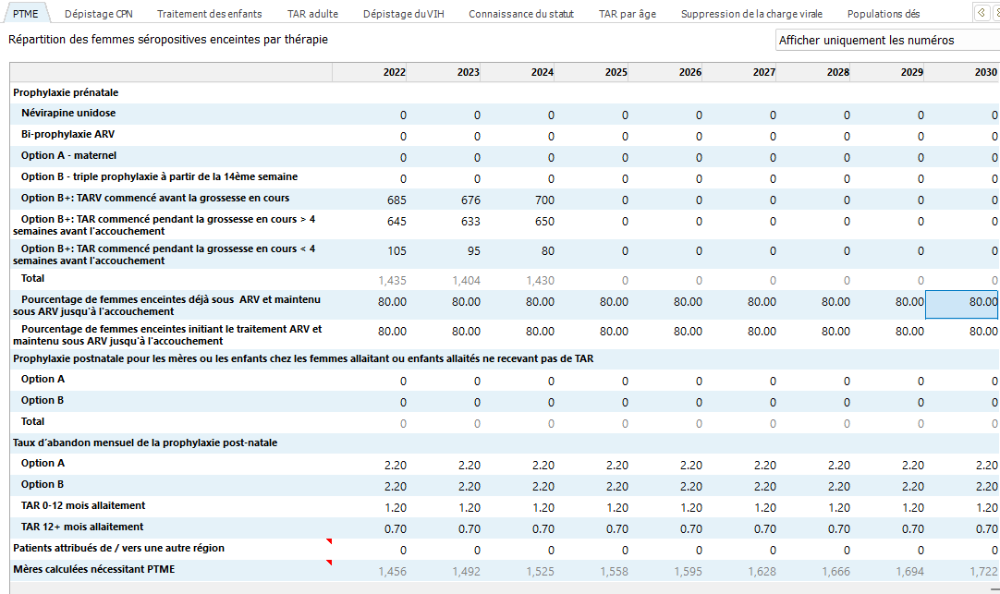 PTME Dépistage CPN Traitement des enfants TAR adulte Dépistage du VIH Connaissance du statut TAR par âge Suppression de la charge virale Populations dés
Répartition des femmes séropositives enceintes par thérapie Afficher uniquement les numéros
2022 2023 2024 2025 2026 2027 2028 2029 2030
Prophylaxie prénatale
Névirapine unidose 0 0 0 0 0 0 0 0 0
Bi-prophylaxie ARV 0 0 0 0 0 0 0 0 0
Option A - maternel 0 0 0 0 0 0 0 0 0
Option B - triple prophylaxie à partir de la 14ème semaine 0 0 0 0 0 0 0 0 0
Option B+: TARV commencé avant la grossesse en cours 685 676 700 0 0 0 0 0 0
Option B+: TAR commencé pendant la grossesse en cours > 4
semaines avant l'accouchement 645 633 650 0 0 0 0 0 0
Option B+: TAR commencé pendant la grossesse en cours < 4
semaines avant l'accouchement 105 95 80 0 0 0 0 0 0
Total 1,435 1,404 1,430 0 0 0 0 0 0
Pourcentage de femmes enceintes déjà sous ARV et maintenu
sous ARV jusqu'à l'accouchement 80.00 80.00 80.00 80.00 80.00 80.00 80.00 80.00 80.00
Pourcentage de femmes enceintes initiant le traitement ARV et
maintenu sous ARV jusqu'à l'accouchement 80.00 80.00 80.00 80.00 80.00 80.00 80.00 80.00 80.00
Prophylaxie postnatale pour les mères ou les enfants chez les femmes allaitant ou enfants allaités ne recevant pas de TAR
Option A 0 0 0 0 0 0 0 0 0
Option B 0 0 0 0 0 0 0 0 0
Total 0 0 0 0 0 0 0 0 0
Taux d'abandon mensuel de la prophylaxie post-natale
Option A 2.20 2.20 2.20 2.20 2.20 2.20 2.20 2.20 2.20
Option B 2.20 2.20 2.20 2.20 2.20 2.20 2.20 2.20 2.20
TAR 0-12 mois allaitement 1.20 1.20 1.20 1.20 1.20 1.20 1.20 1.20 1.20
TAR 12+ mois allaitement 0.70 0.70 0.70 0.70 0.70 0.70 0.70 0.70 0.70
Patients attribués de / vers une autre région 0 0 0 0 0 0 0 0 0
Mères calculées nécessitant PTME 1,456 1,492 1,525 1,558 1,595 1,628 1,666 1,694 1,722